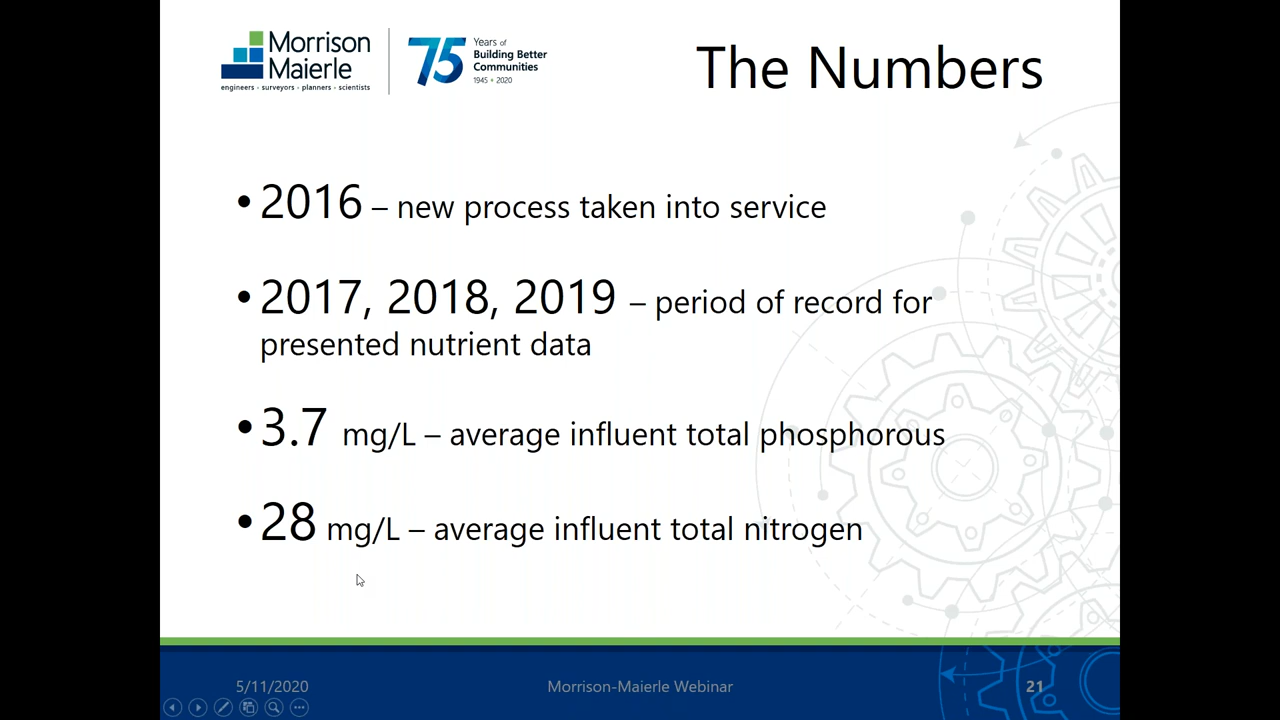 Morrison
Maierle
engineers · surveyors · planners · scientists
75
Years of
Building Better
Communities
1945 • 2020
The Numbers
• 2016 – new process taken into service
• 2017, 2018, 2019 – period of record for
presented nutrient data
• 3.7 mg/L – average influent total phosphorous
• 28 mg/L – average influent total nitrogen
5/11/2020
Morrison-Maierle Webinar
21